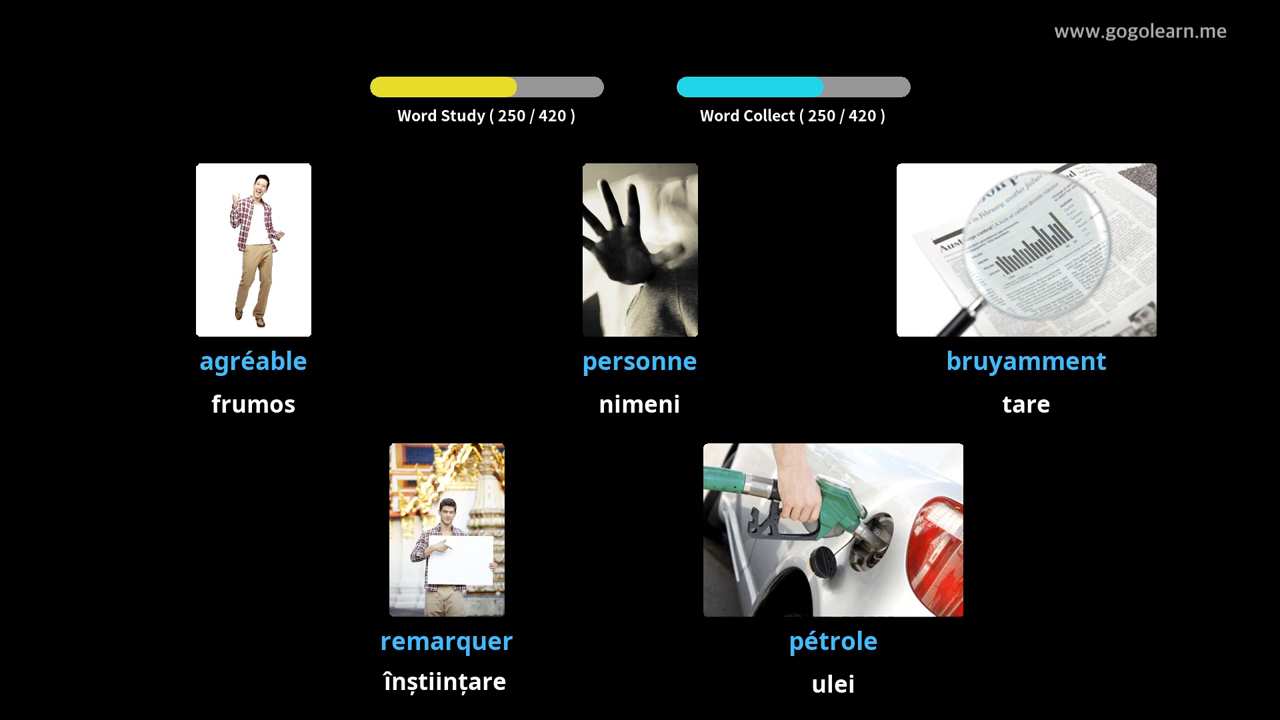 www.gogolearn.me
Word Study ( 250 / 420 )
Word Collect ( 250 / 420 )
agréable
frumos
personne
nimeni
bruyamment
tare
remarquer
înștiințare
pétrole
ulei